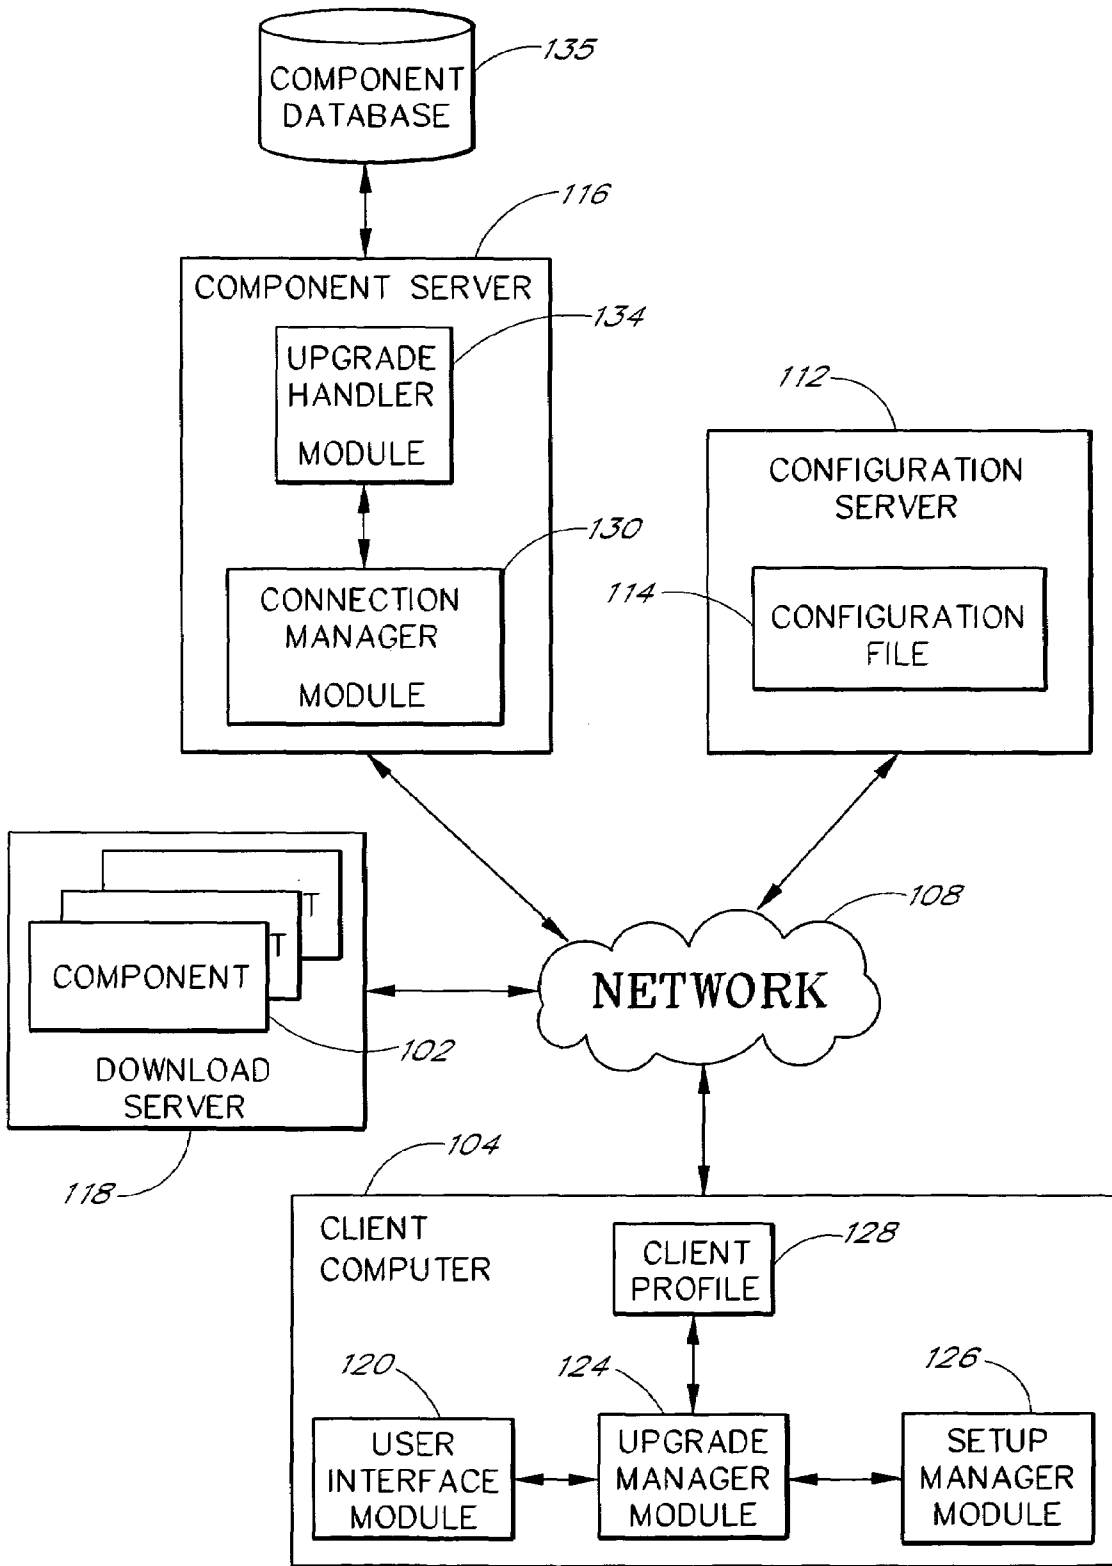 135
COMPONENT
DATABASE
116
COMPONENT SERVER
134
UPGRADE
HANDLER
MODULE
112
CONFIGURATION
SERVER
130
CONNECTION
MANAGER
MODULE
114
CONFIGURATION
FILE
108
NETWORK
T
T
COMPONENT
102
DOWNLOAD
SERVER
118
104
CLIENT
COMPUTER
128
CLIENT
PROFILE
120
124
126
USER
INTERFACE
MODULE
UPGRADE
MANAGER
MODULE
SETUP
MANAGER
MODULE